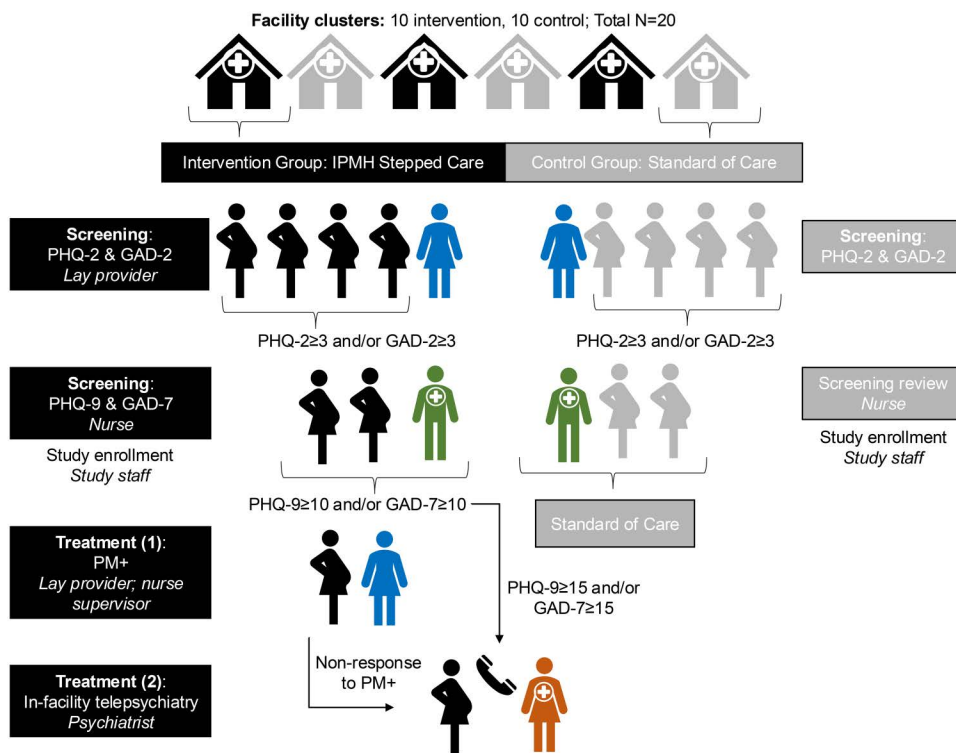 Facility clusters: 10 intervention, 10 control; Total N=20
Intervention Group: IPMH Stepped Care
Control Group: Standard of Care
Screening:
PHQ-2 & GAD-2
Lay provider
Screening:
PHQ-2 & GAD-2
PHQ-2≥3 and/or GAD-2≥3
PHQ-2≥3 and/or GAD-2≥3
Screening:
PHQ-9 & GAD-7
Nurse
Study enrollment
Study staff
Screening review
Nurse
Study enrollment
Study staff
PHQ-9≥10 and/or GAD-7≥10
Standard of Care
Treatment (1):
PM+
Lay provider; nurse
supervisor
PHQ-9≥15 and/or
GAD-7≥15
Non-response
to PM+
Treatment (2):
In-facility telepsychiatry
Psychiatrist